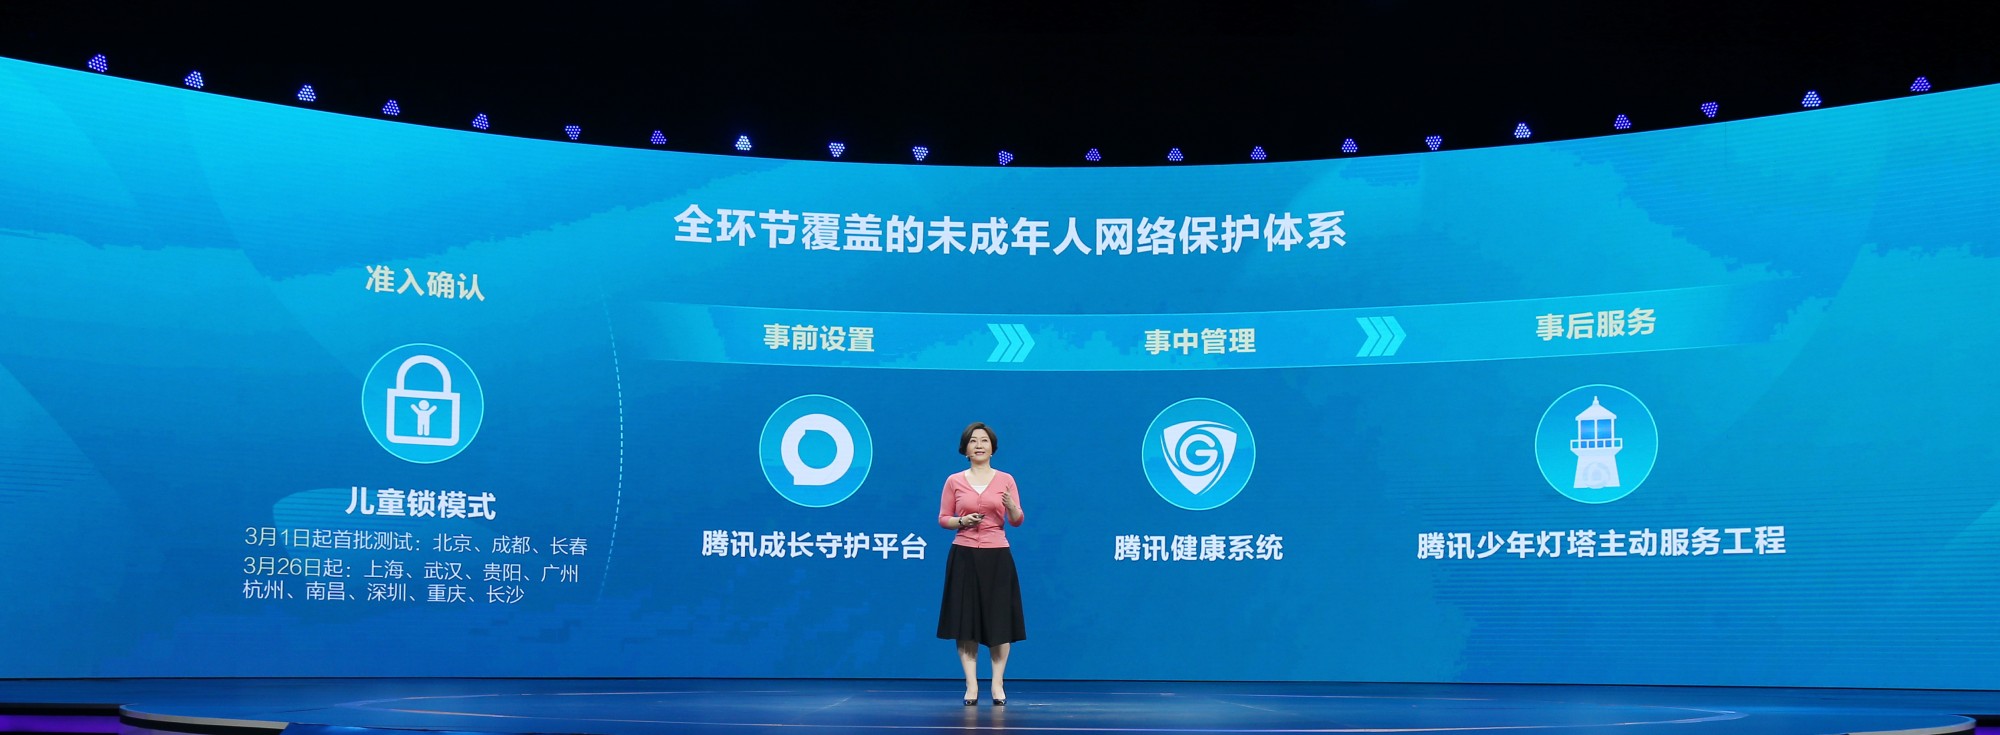 全环节覆盖的未成年人网络保护体系
准入确认
儿童锁模式
3月1日起首批测试：北京、成都、长春
3月26日起：上海、武汉、贵阳、广州
杭州、南昌、深圳、重庆、长沙
事前设置
事中管理
事后服务
腾讯成长守护平台
G
腾讯健康系统
腾讯少年灯塔主动服务工程